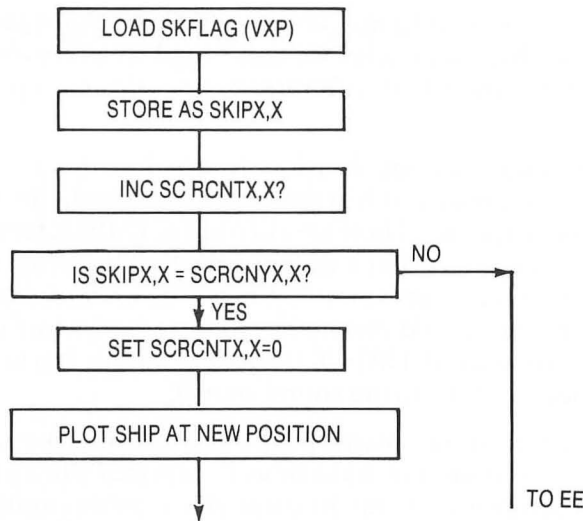 LOAD SKFLAG (VXP)
STORE AS SKIPX,X
INC SC RCNTX,X?
IS SKIPX,X = SCRCNYX,X?
NO
YES
SET SCRCNTX,X=0
PLOT SHIP AT NEW POSITION
TO EE